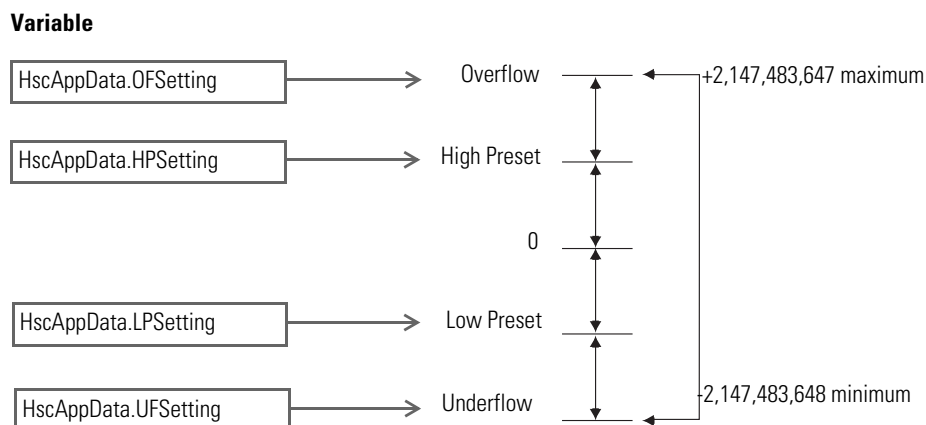 Variable
HscAppData.OFSetting
Overflow
+2,147,483,647 maximum
HscAppData.HPSetting
High Preset
0
HscAppData.LPSetting
Low Preset
HscAppData.UFSetting
Underflow
-2,147,483,648 minimum